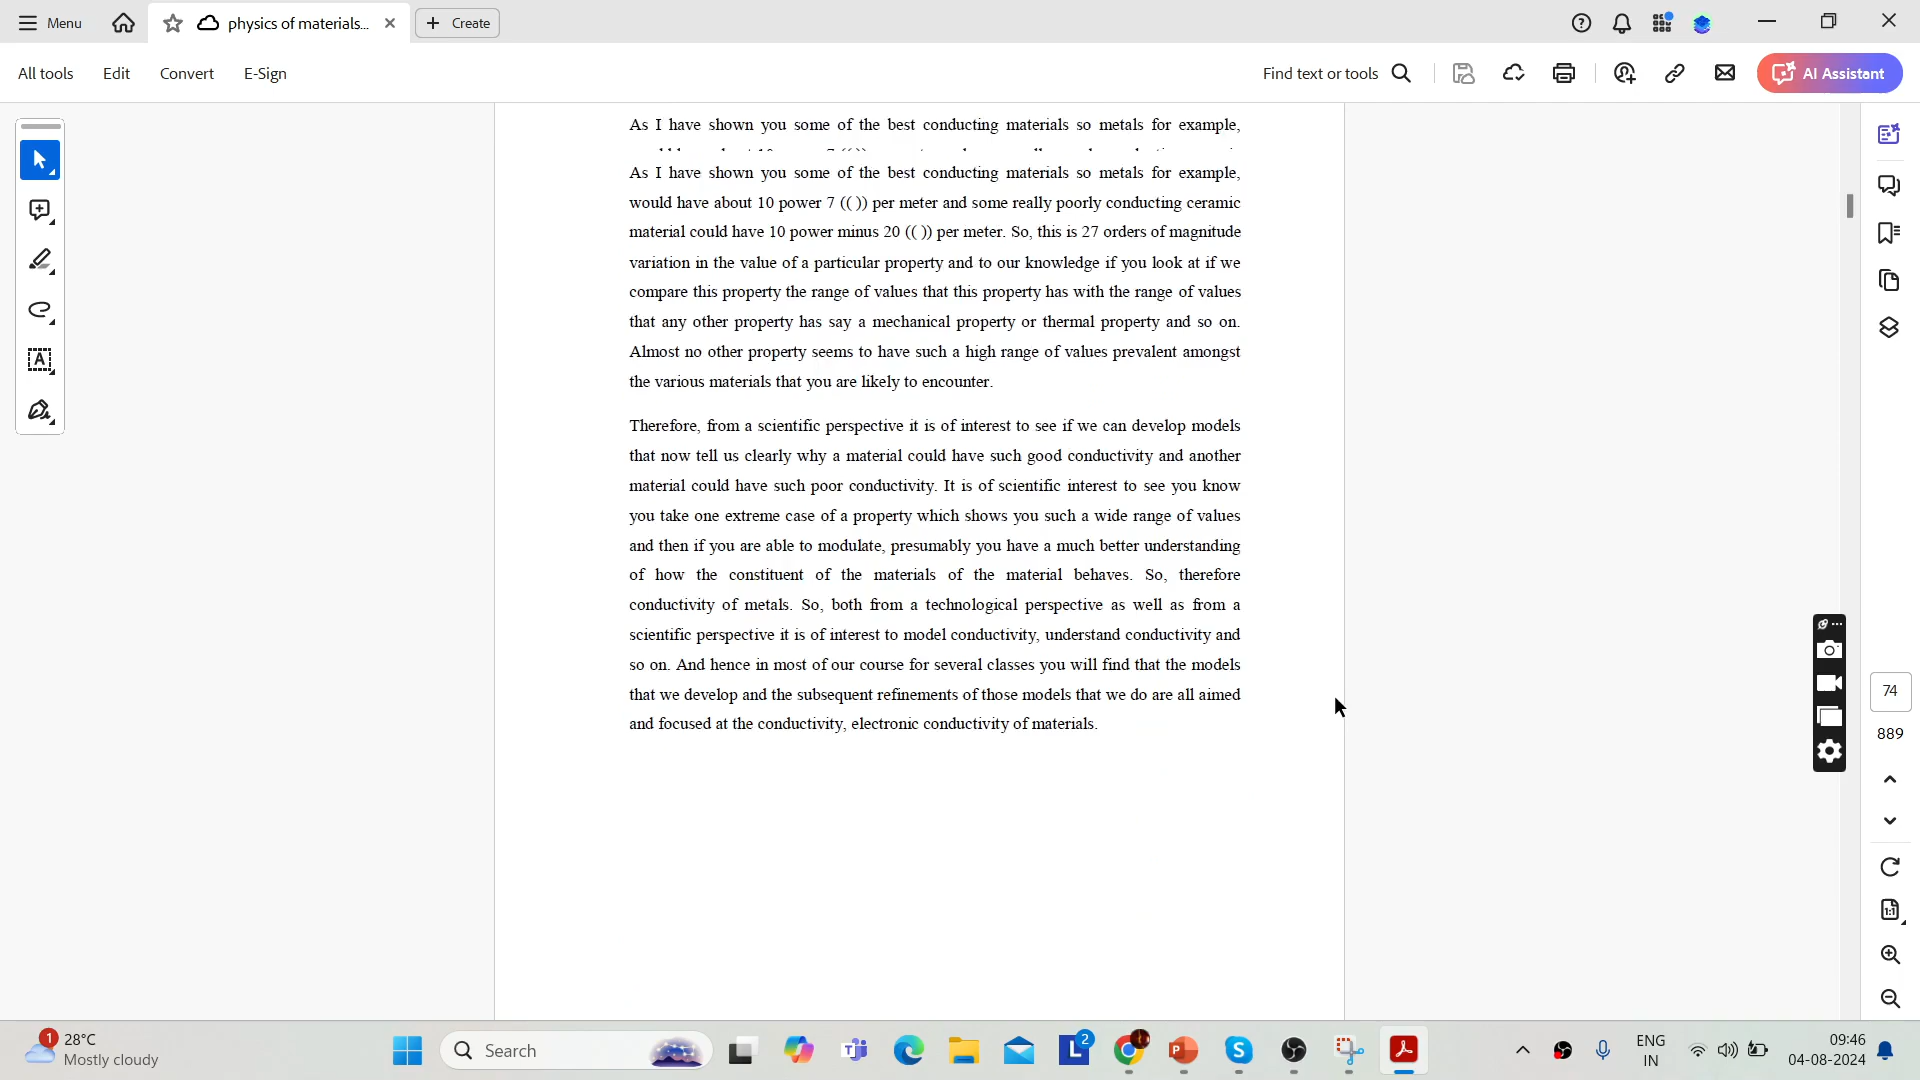 Menu
physics of materials...
Create
All tools
Edit
Convert
E-Sign
Find text or tools
AI Assistant
As I have shown you some of the best conducting materials so metals for example,
As I have shown you some of the best conducting materials so metals for example,
would have about 10 power 7 (( )) per meter and some really poorly conducting ceramic
material could have 10 power minus 20 (( )) per meter. So, this is 27 orders of magnitude
variation in the value of a particular property and to our knowledge if you look at if we
compare this property the range of values that this property has with the range of values
that any other property has say a mechanical property or thermal property and so on.
Almost no other property seems to have such a high range of values prevalent amongst
the various materials that you are likely to encounter.
Therefore, from a scientific perspective it is of interest to see if we can develop models
that now tell us clearly why a material could have such good conductivity and another
material could have such poor conductivity. It is of scientific interest to see you know
you take one extreme case of a property which shows you such a wide range of values
and then if you are able to modulate, presumably you have a much better understanding
of how the constituent of the materials of the material behaves. So, therefore
conductivity of metals. So, both from a technological perspective as well as from a
scientific perspective it is of interest to model conductivity, understand conductivity and
so on. And hence in most of our course for several classes you will find that the models
that we develop and the subsequent refinements of those models that we do are all aimed
and focused at the conductivity, electronic conductivity of materials.
74
889
1
28°C
Mostly cloudy
Search
2
ENG
IN
09:46
04-08-2024